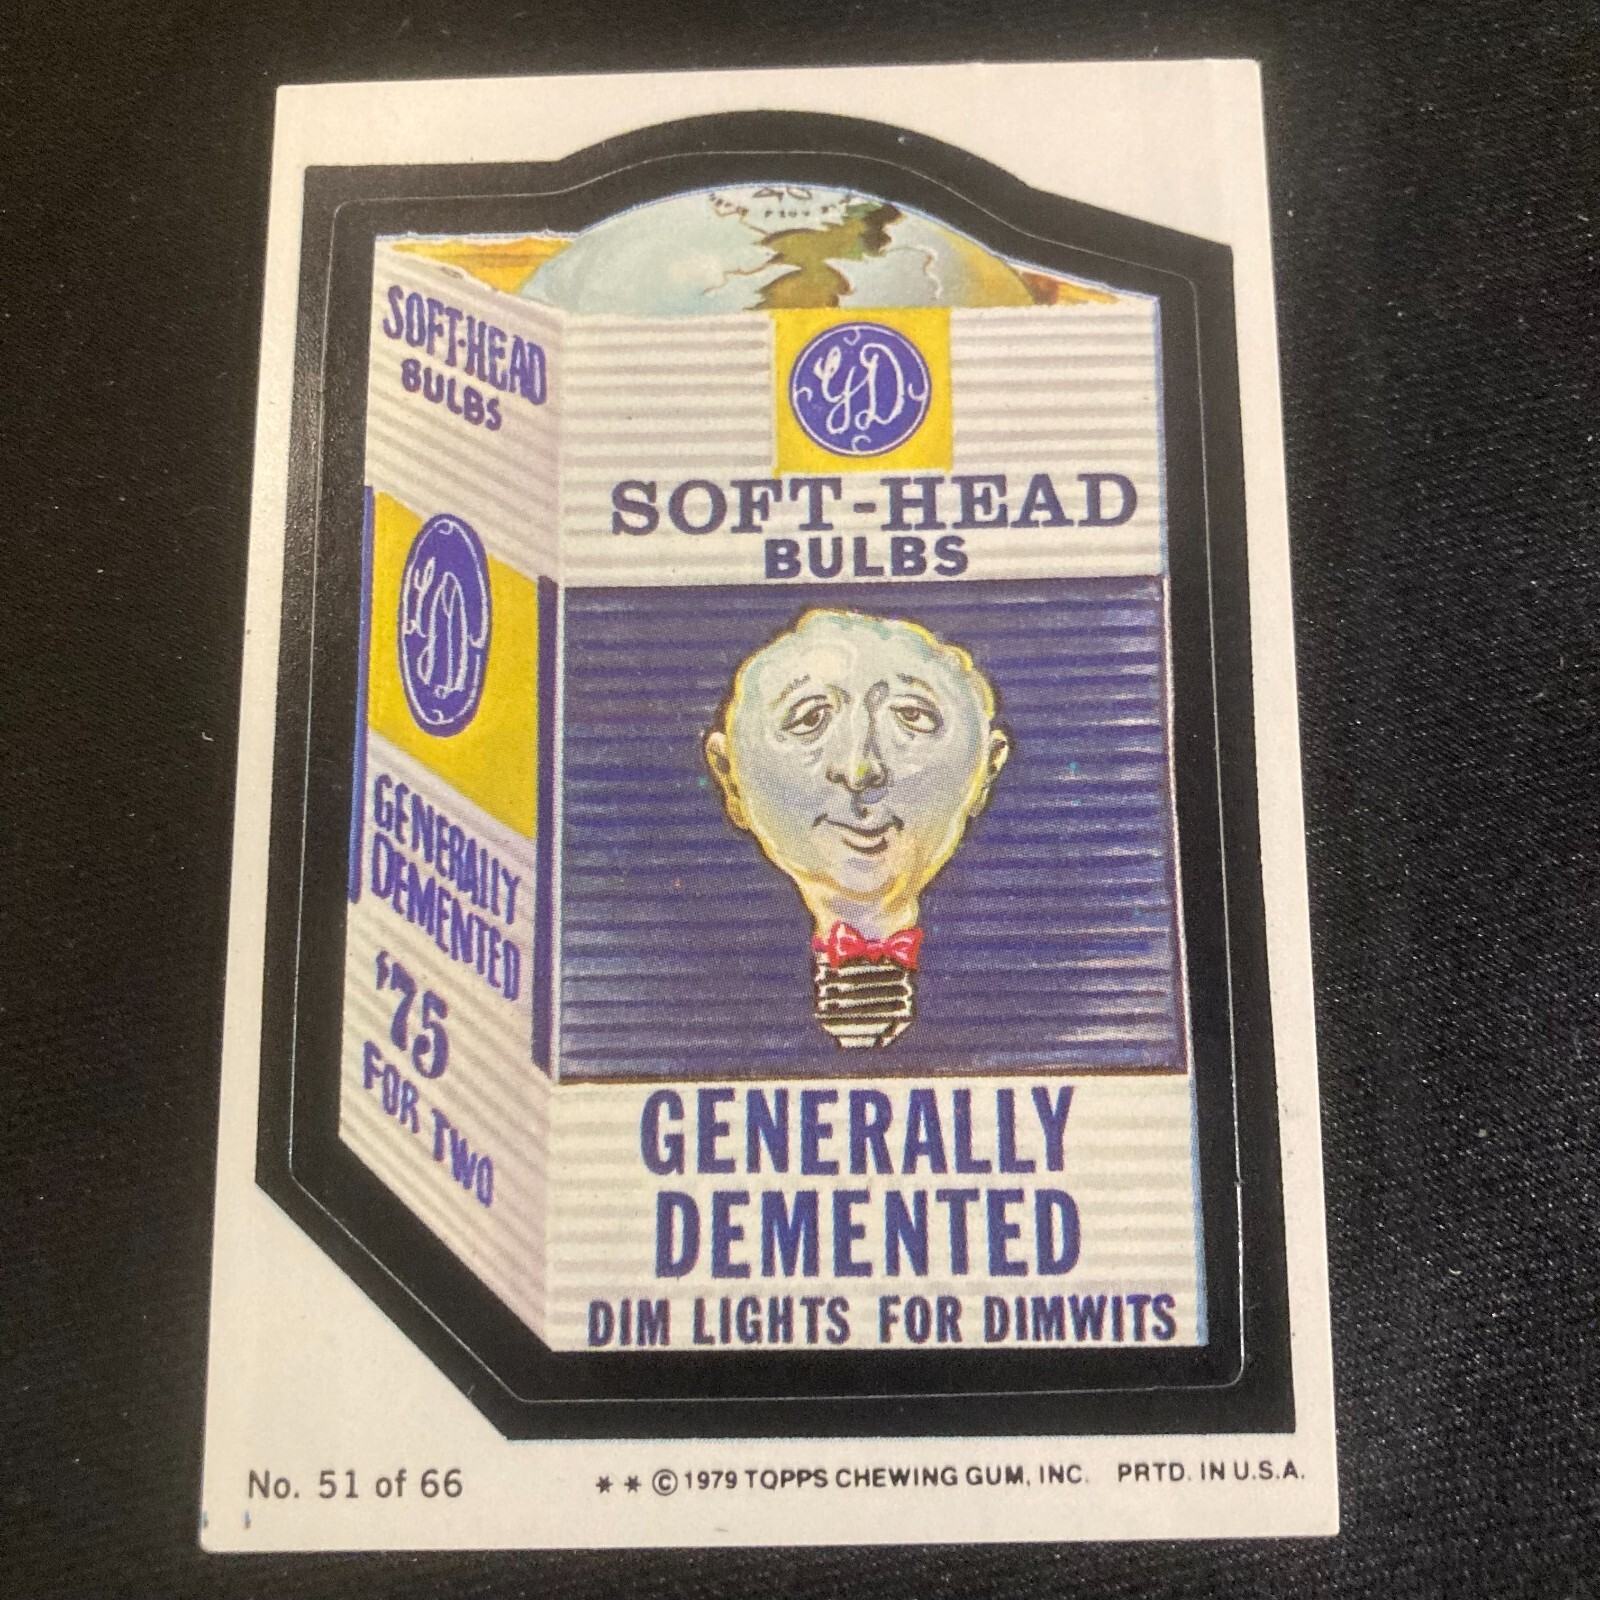 SOFT-HEAD
BULBS
GD
GENERALLY
DEMENTED
'75
FOR TWO
GD
SOFT-HEAD
BULBS
GENERALLY
DEMENTED
DIM LIGHTS FOR DIMWITS
No. 51 of 66
** © 1979 TOPPS CHEWING GUM, INC. PRTD. IN U.S.A.